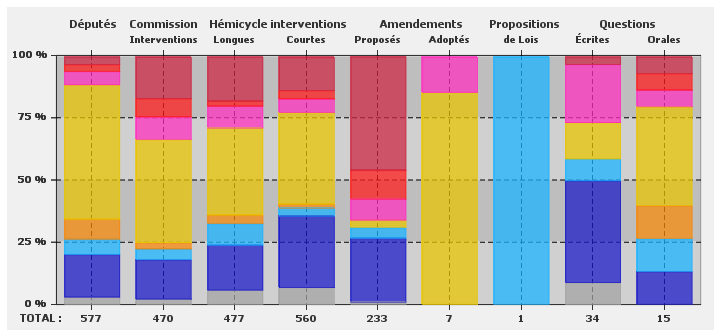 Députés Commission Hémicycle interventions Amendements Propositions Questions
Interventions Longues Courtes Proposés Adoptés de Lois Écrites Orales
100 %
75 %
50 %
25 %
0 %
TOTAL : 577 470 477 560 233 7 1 34 15